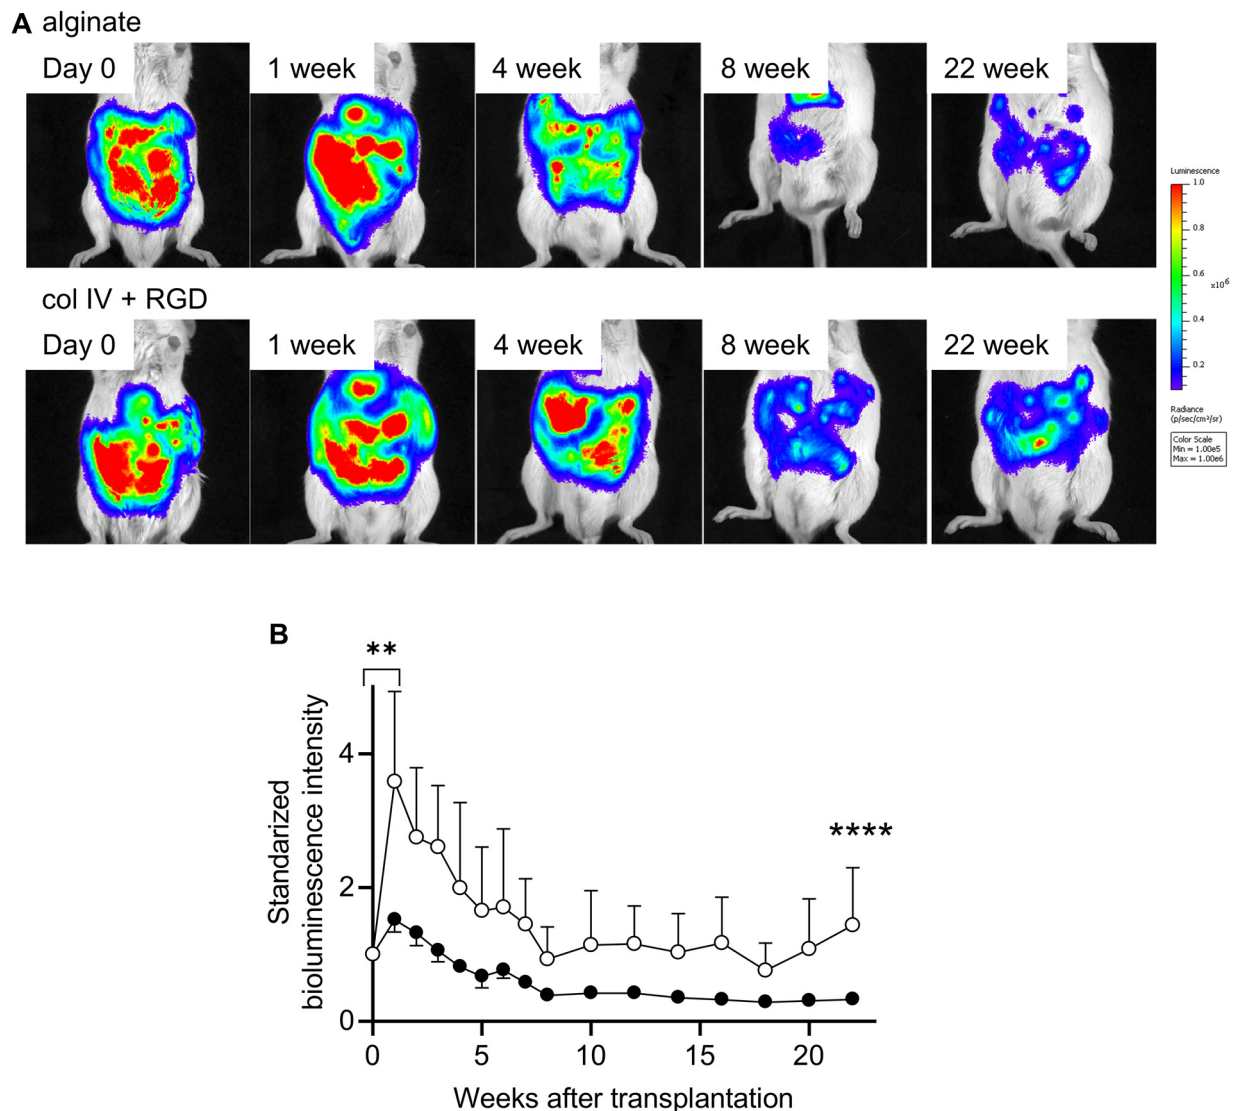 A alginate
Day 0
1 week
4 week
8 week
22 week
Luminescence
1.0
0.8
0.6
x10⁶
0.4
0.2
Radiance
(p/sec/cm²/sr)
Color Scale
Min = 1.00e5
Max = 1.00e6
col IV + RGD
Day 0
1 week
4 week
8 week
22 week
B
**
****
Standarized
bioluminescence intensity
4
2
0
0
5
10
15
20
Weeks after transplantation